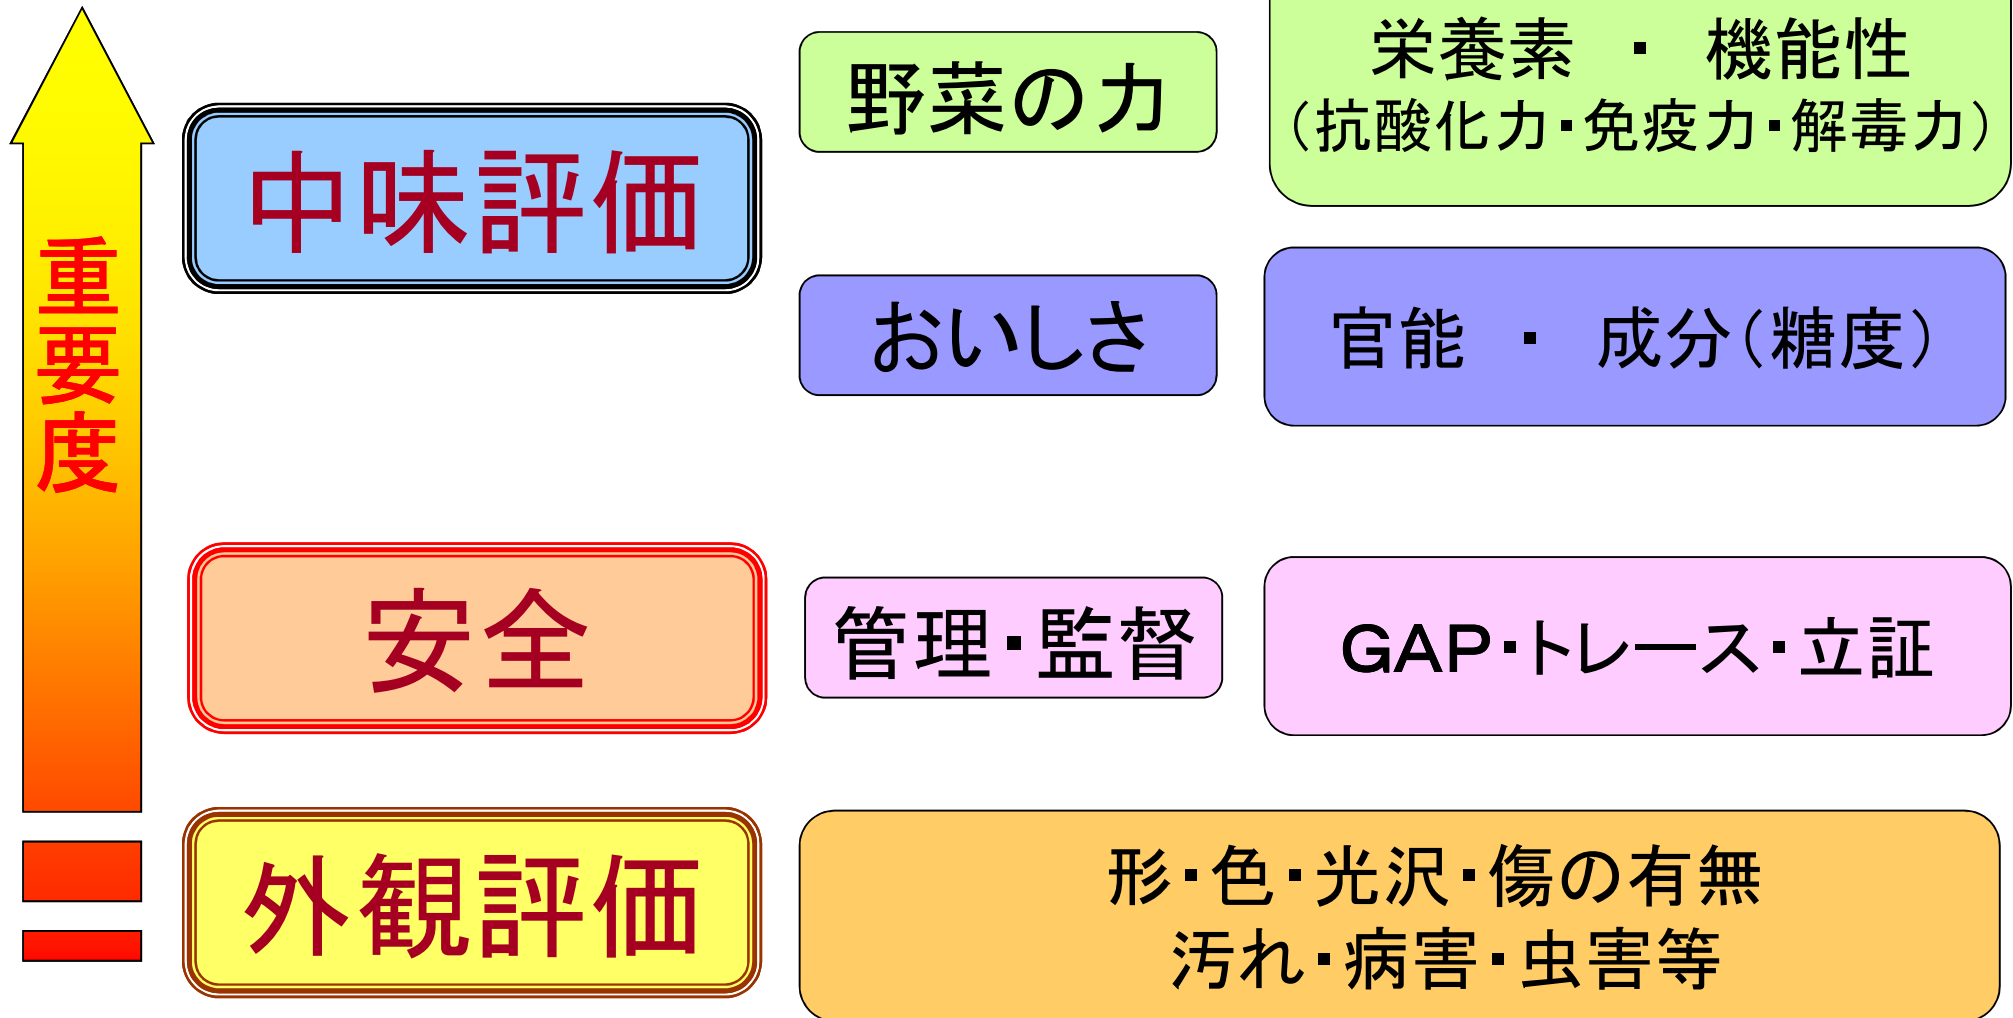 重要度
中味評価
野菜の力
栄養素　・　機能性
（抗酸化力・免疫力・解毒力）
おいしさ
官能　・　成分（糖度）
安全
管理・監督
GAP・トレース・立証
外観評価
形・色・光沢・傷の有無
汚れ・病害・虫害等